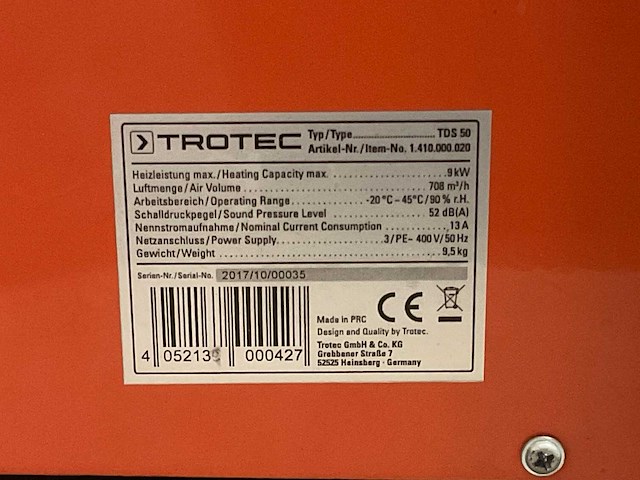 TROTEC
Typ/Type TDS 50
Artikel-Nr./Item-No. 1.410.000.020
Heizleistung max./Heating Capacity max. 9 kW
Luftmenge/Air Volume 708 m³/h
Arbeitsbereich/Operating Range -20 °C – 45°C/90 % r.H.
Schalldruckpegel/Sound Pressure Level 52 dB(A)
Nennstromaufnahme/Nominal Current Consumption 13 A
Netzanschluss/Power Supply 3/PE~ 400 V/50 Hz
Gewicht/Weight 9,5 kg
Serien-Nr./Serial-No. 2017/10/00035
CE
Made in PRC
Design and Quality by Trotec.
Trotec GmbH & Co. KG
Grebbener Straße 7
52525 Heinsberg · Germany
4 05213 000427